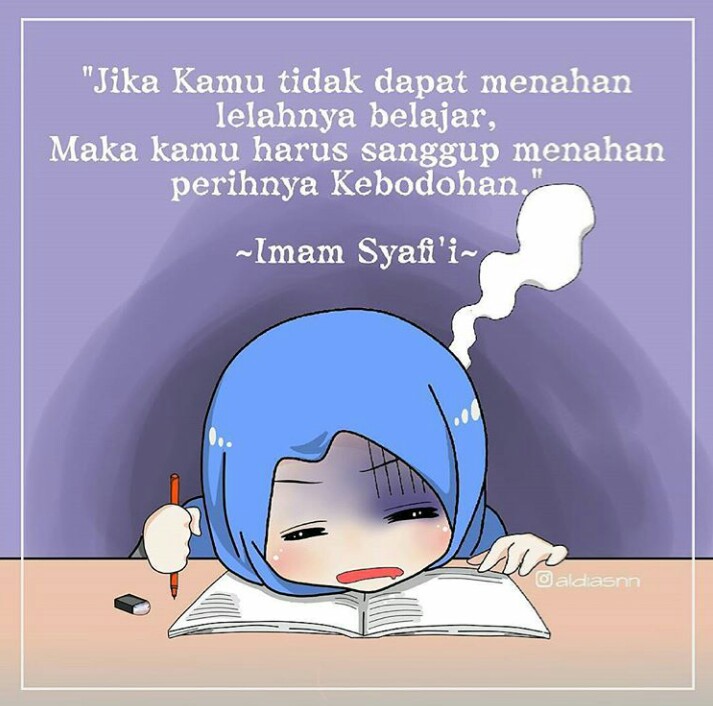 "Jika Kamu tidak dapat menahan
lelahnya belajar,
Maka kamu harus sanggup menahan
perihnya Kebodohan."
~Imam Syafi'i~
aldiasnn